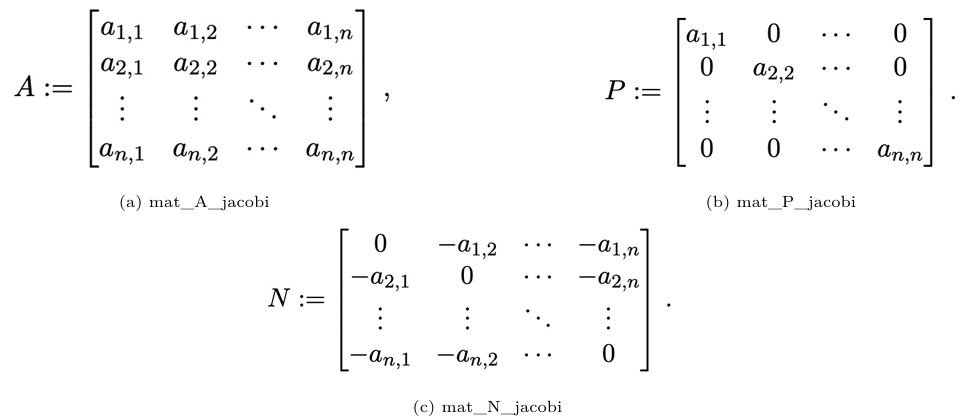 A := [ a_{1,1} a_{1,2} ⋯ a_{1,n}
a_{2,1} a_{2,2} ⋯ a_{2,n}
⋮ ⋮ ⋱ ⋮
a_{n,1} a_{n,2} ⋯ a_{n,n} ] ,
(a) mat_A_jacobi
P := [ a_{1,1} 0 ⋯ 0
0 a_{2,2} ⋯ 0
⋮ ⋮ ⋱ ⋮
0 0 ⋯ a_{n,n} ] .
(b) mat_P_jacobi
N := [ 0 −a_{1,2} ⋯ −a_{1,n}
−a_{2,1} 0 ⋯ −a_{2,n}
⋮ ⋮ ⋱ ⋮
−a_{n,1} −a_{n,2} ⋯ 0 ] .
(c) mat_N_jacobi